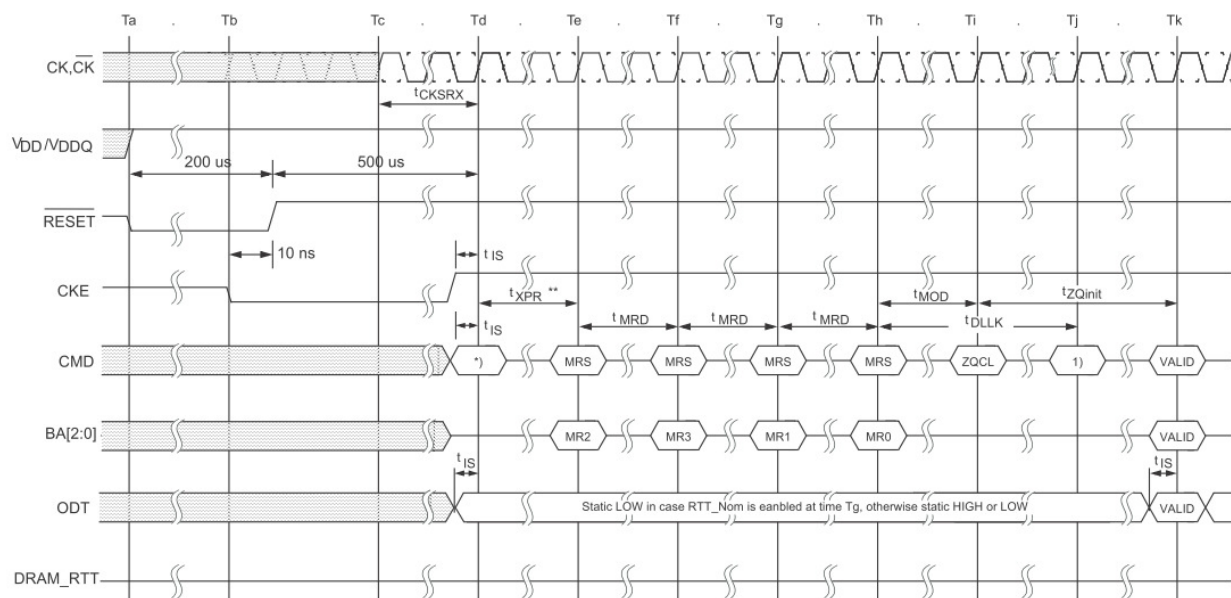 Ta . Tb Tc . Td . Te . Tf . Tg . Th . Ti . Tj . Tk .
CK,CK
tCKSRX
VDD/VDDQ
200 us 500 us
RESET
10 ns
tIS
CKE
tXPR **
tMOD
tZQinit
tIS
tMRD tMRD tMRD
tDLLK
CMD *) MRS MRS MRS MRS ZQCL 1) VALID
BA[2:0] MR2 MR3 MR1 MR0 VALID
tIS tIS
ODT Static LOW in case RTT_Nom is eanbled at time Tg, otherwise static HIGH or LOW VALID
DRAM_RTT